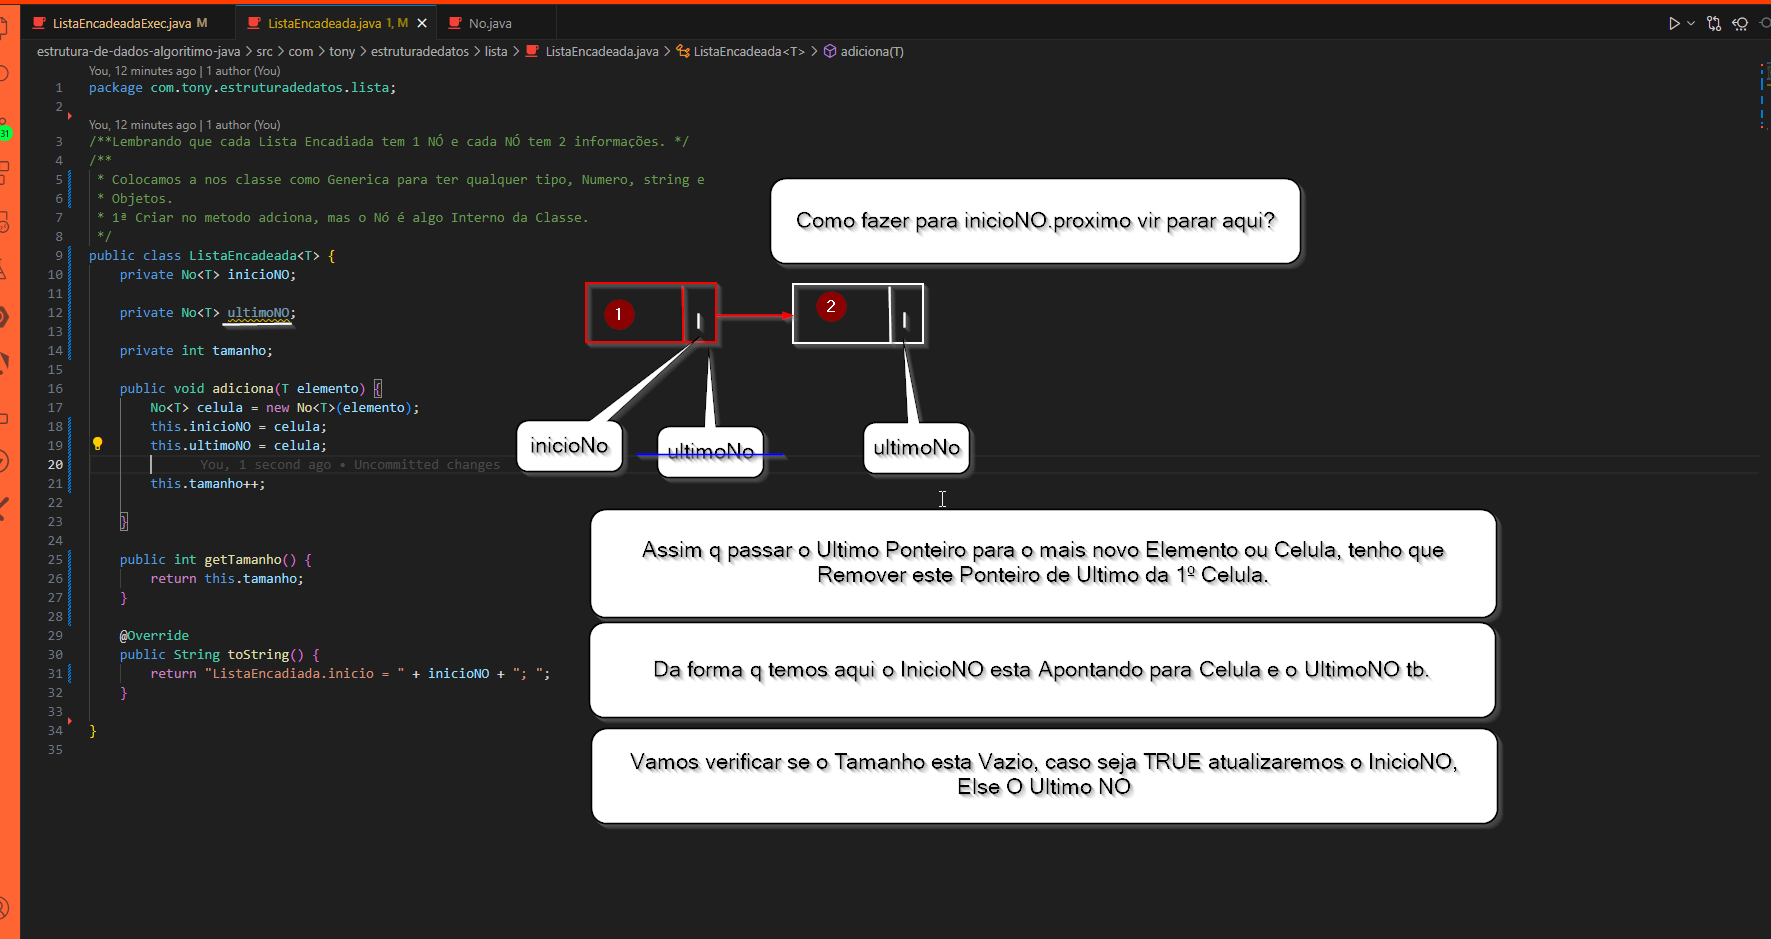 ListaEncadeadaExec.java M
ListaEncadeada.java 1, M
No.java
estrutura-de-dados-algoritimo-java > src > com > tony > estruturadedatos > lista > ListaEncadeada.java > ListaEncadeada<T> > adiciona(T)
You, 12 minutes ago | 1 author (You)
1 package com.tony.estruturadedatos.lista;
2
You, 12 minutes ago | 1 author (You)
3 /**Lembrando que cada Lista Encadiada tem 1 NÓ e cada NÓ tem 2 informações. */
4 /**
5 * Colocamos a nos classe como Generica para ter qualquer tipo, Numero, string e
6 * Objetos.
7 * 1ª Criar no metodo adciona, mas o Nó é algo Interno da Classe.
8 */
9 public class ListaEncadeada<T> {
10 private No<T> inicioNO;
11
12 private No<T> ultimoNO;
13
14 private int tamanho;
15
16 public void adiciona(T elemento) {
17 No<T> celula = new No<T>(elemento);
18 this.inicioNO = celula;
19 this.ultimoNO = celula;
20 You, 1 second ago • Uncommitted changes
21 this.tamanho++;
22
23 }
24
25 public int getTamanho() {
26 return this.tamanho;
27 }
28
29 @Override
30 public String toString() {
31 return "ListaEncadiada.inicio = " + inicioNO + "; ";
32 }
33
34 }
35
31
Como fazer para inicioNO.proximo vir parar aqui?
1
2
inicioNo
ultimoNo
ultimoNo
Assim q passar o Ultimo Ponteiro para o mais novo Elemento ou Celula, tenho que
Remover este Ponteiro de Ultimo da 1º Celula.
Da forma q temos aqui o InicioNO esta Apontando para Celula e o UltimoNO tb.
Vamos verificar se o Tamanho esta Vazio, caso seja TRUE atualizaremos o InicioNO,
Else O Ultimo NO